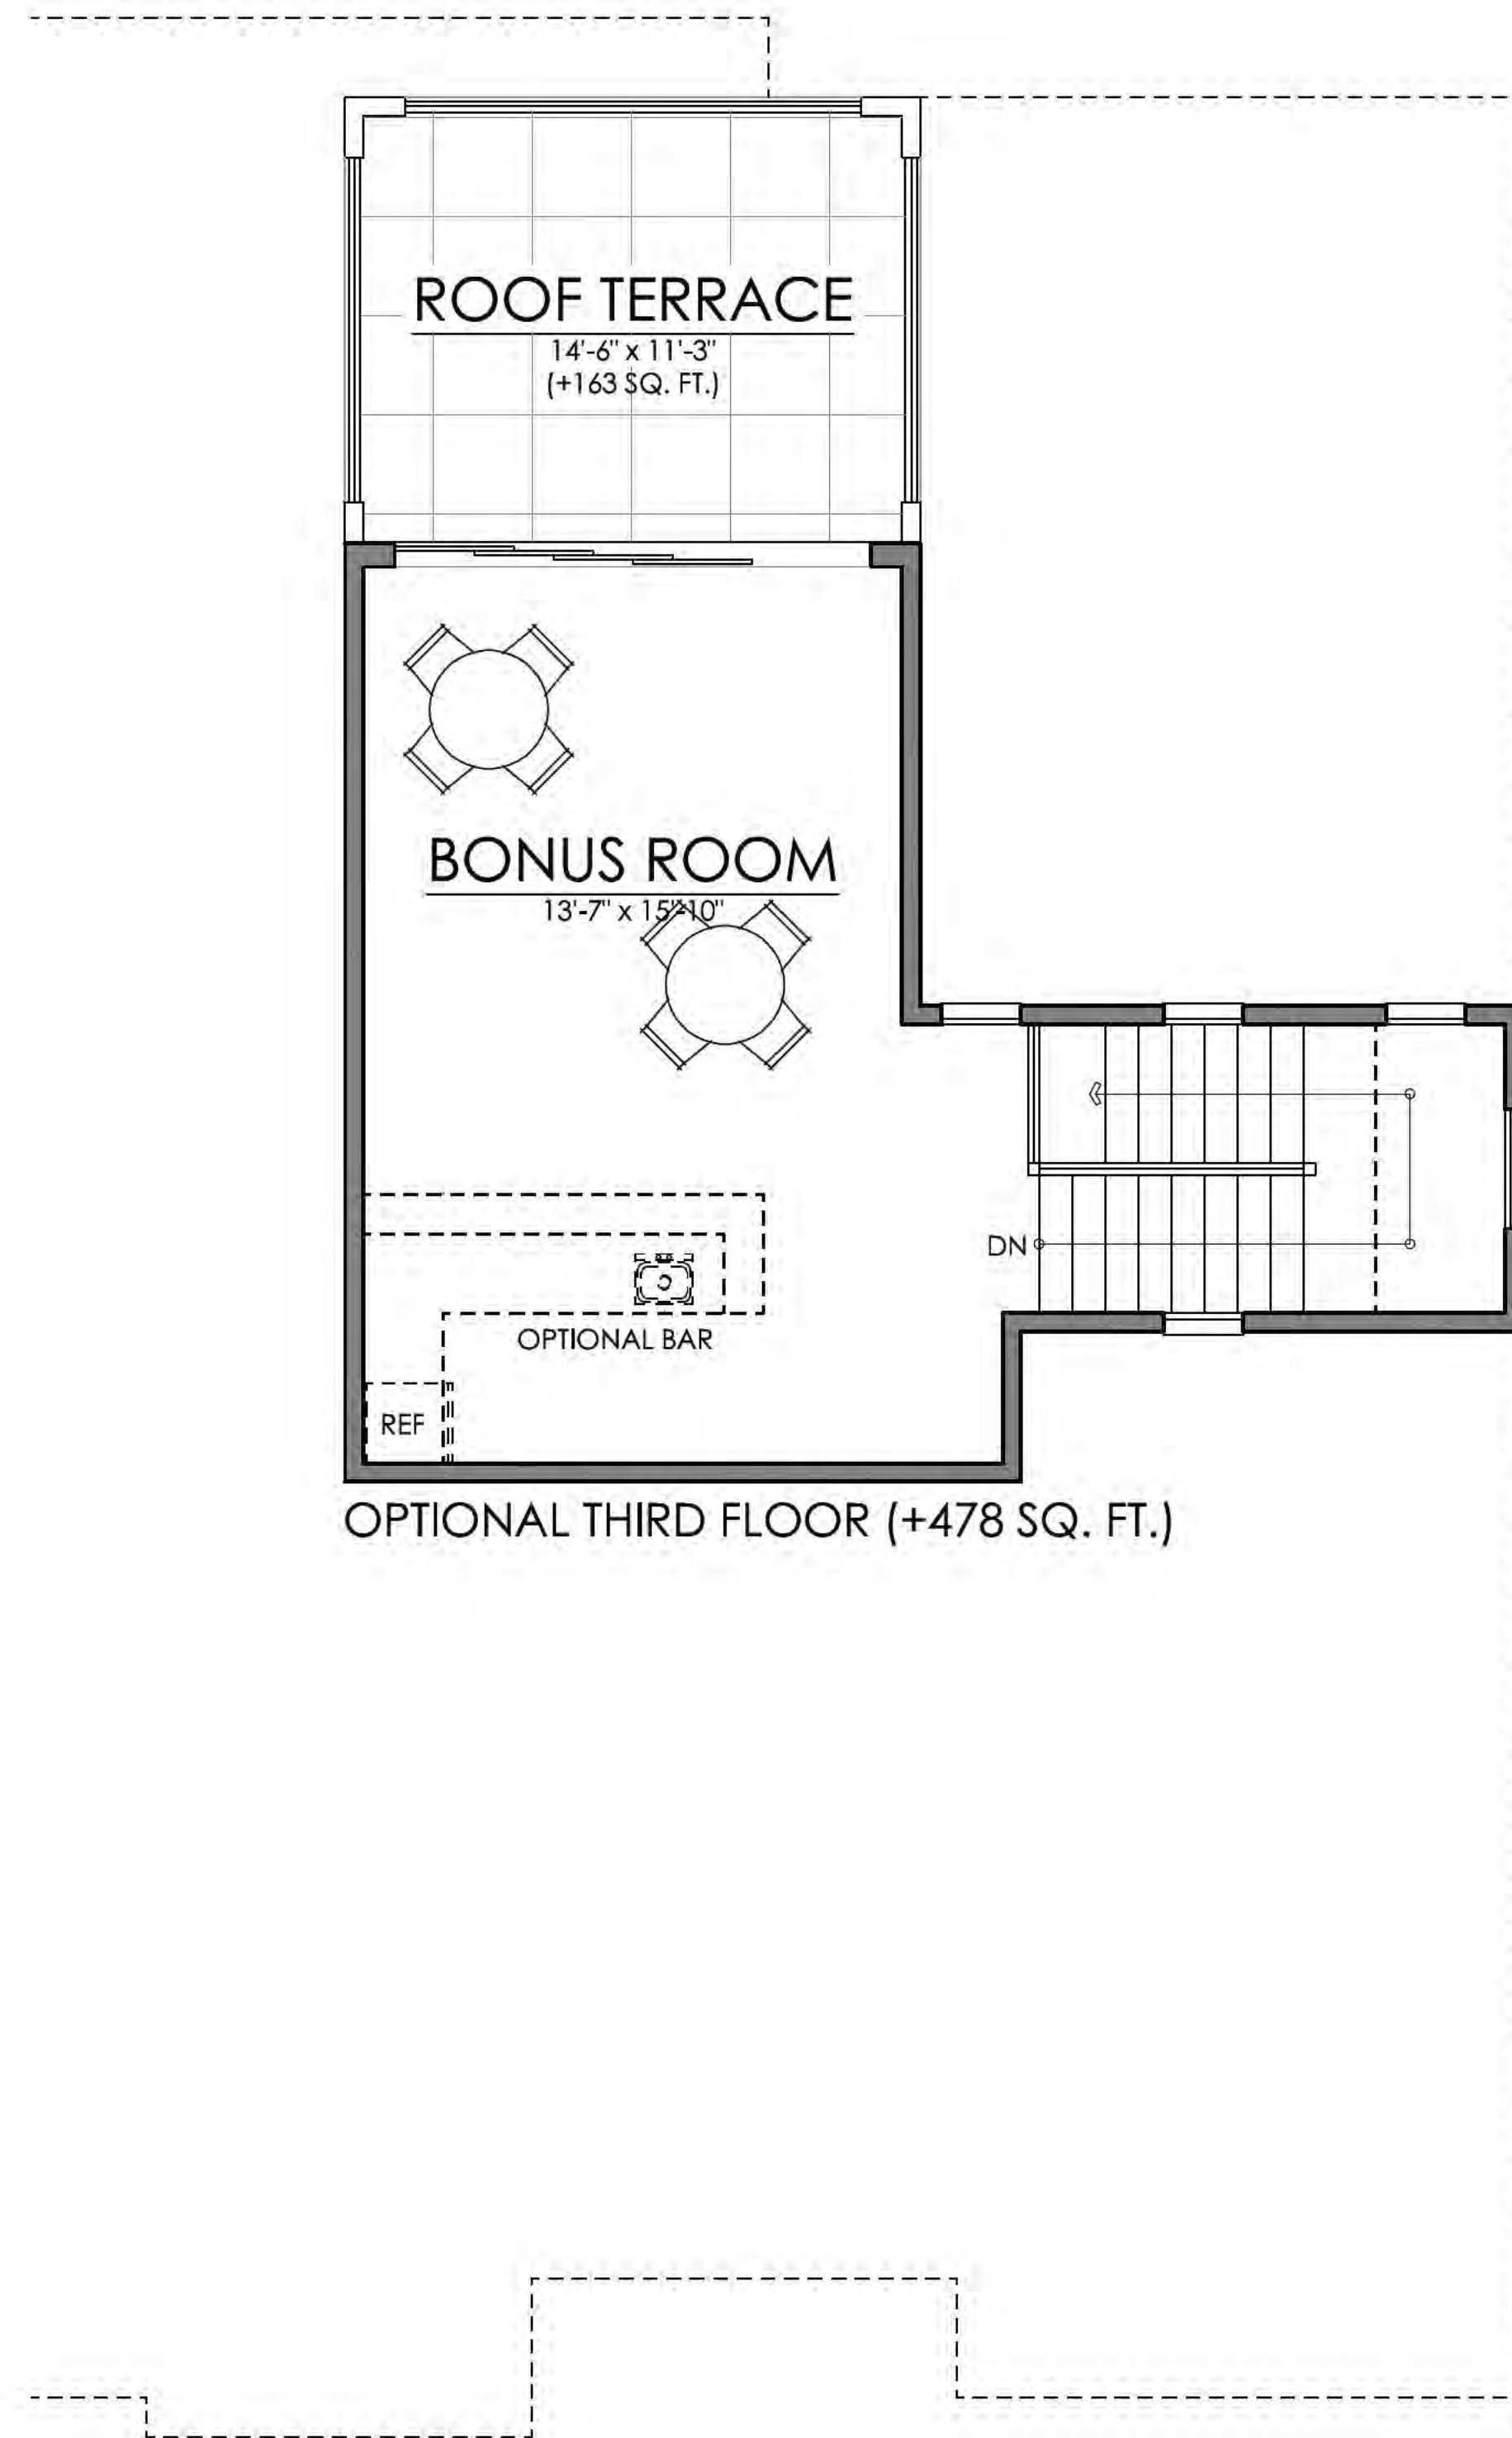 ROOF TERRACE
14'-6" x 11'-3"
(+163 SQ. FT.)
BONUS ROOM
13'-7" x 15'-10"
DN
OPTIONAL BAR
REF
OPTIONAL THIRD FLOOR (+478 SQ. FT.)